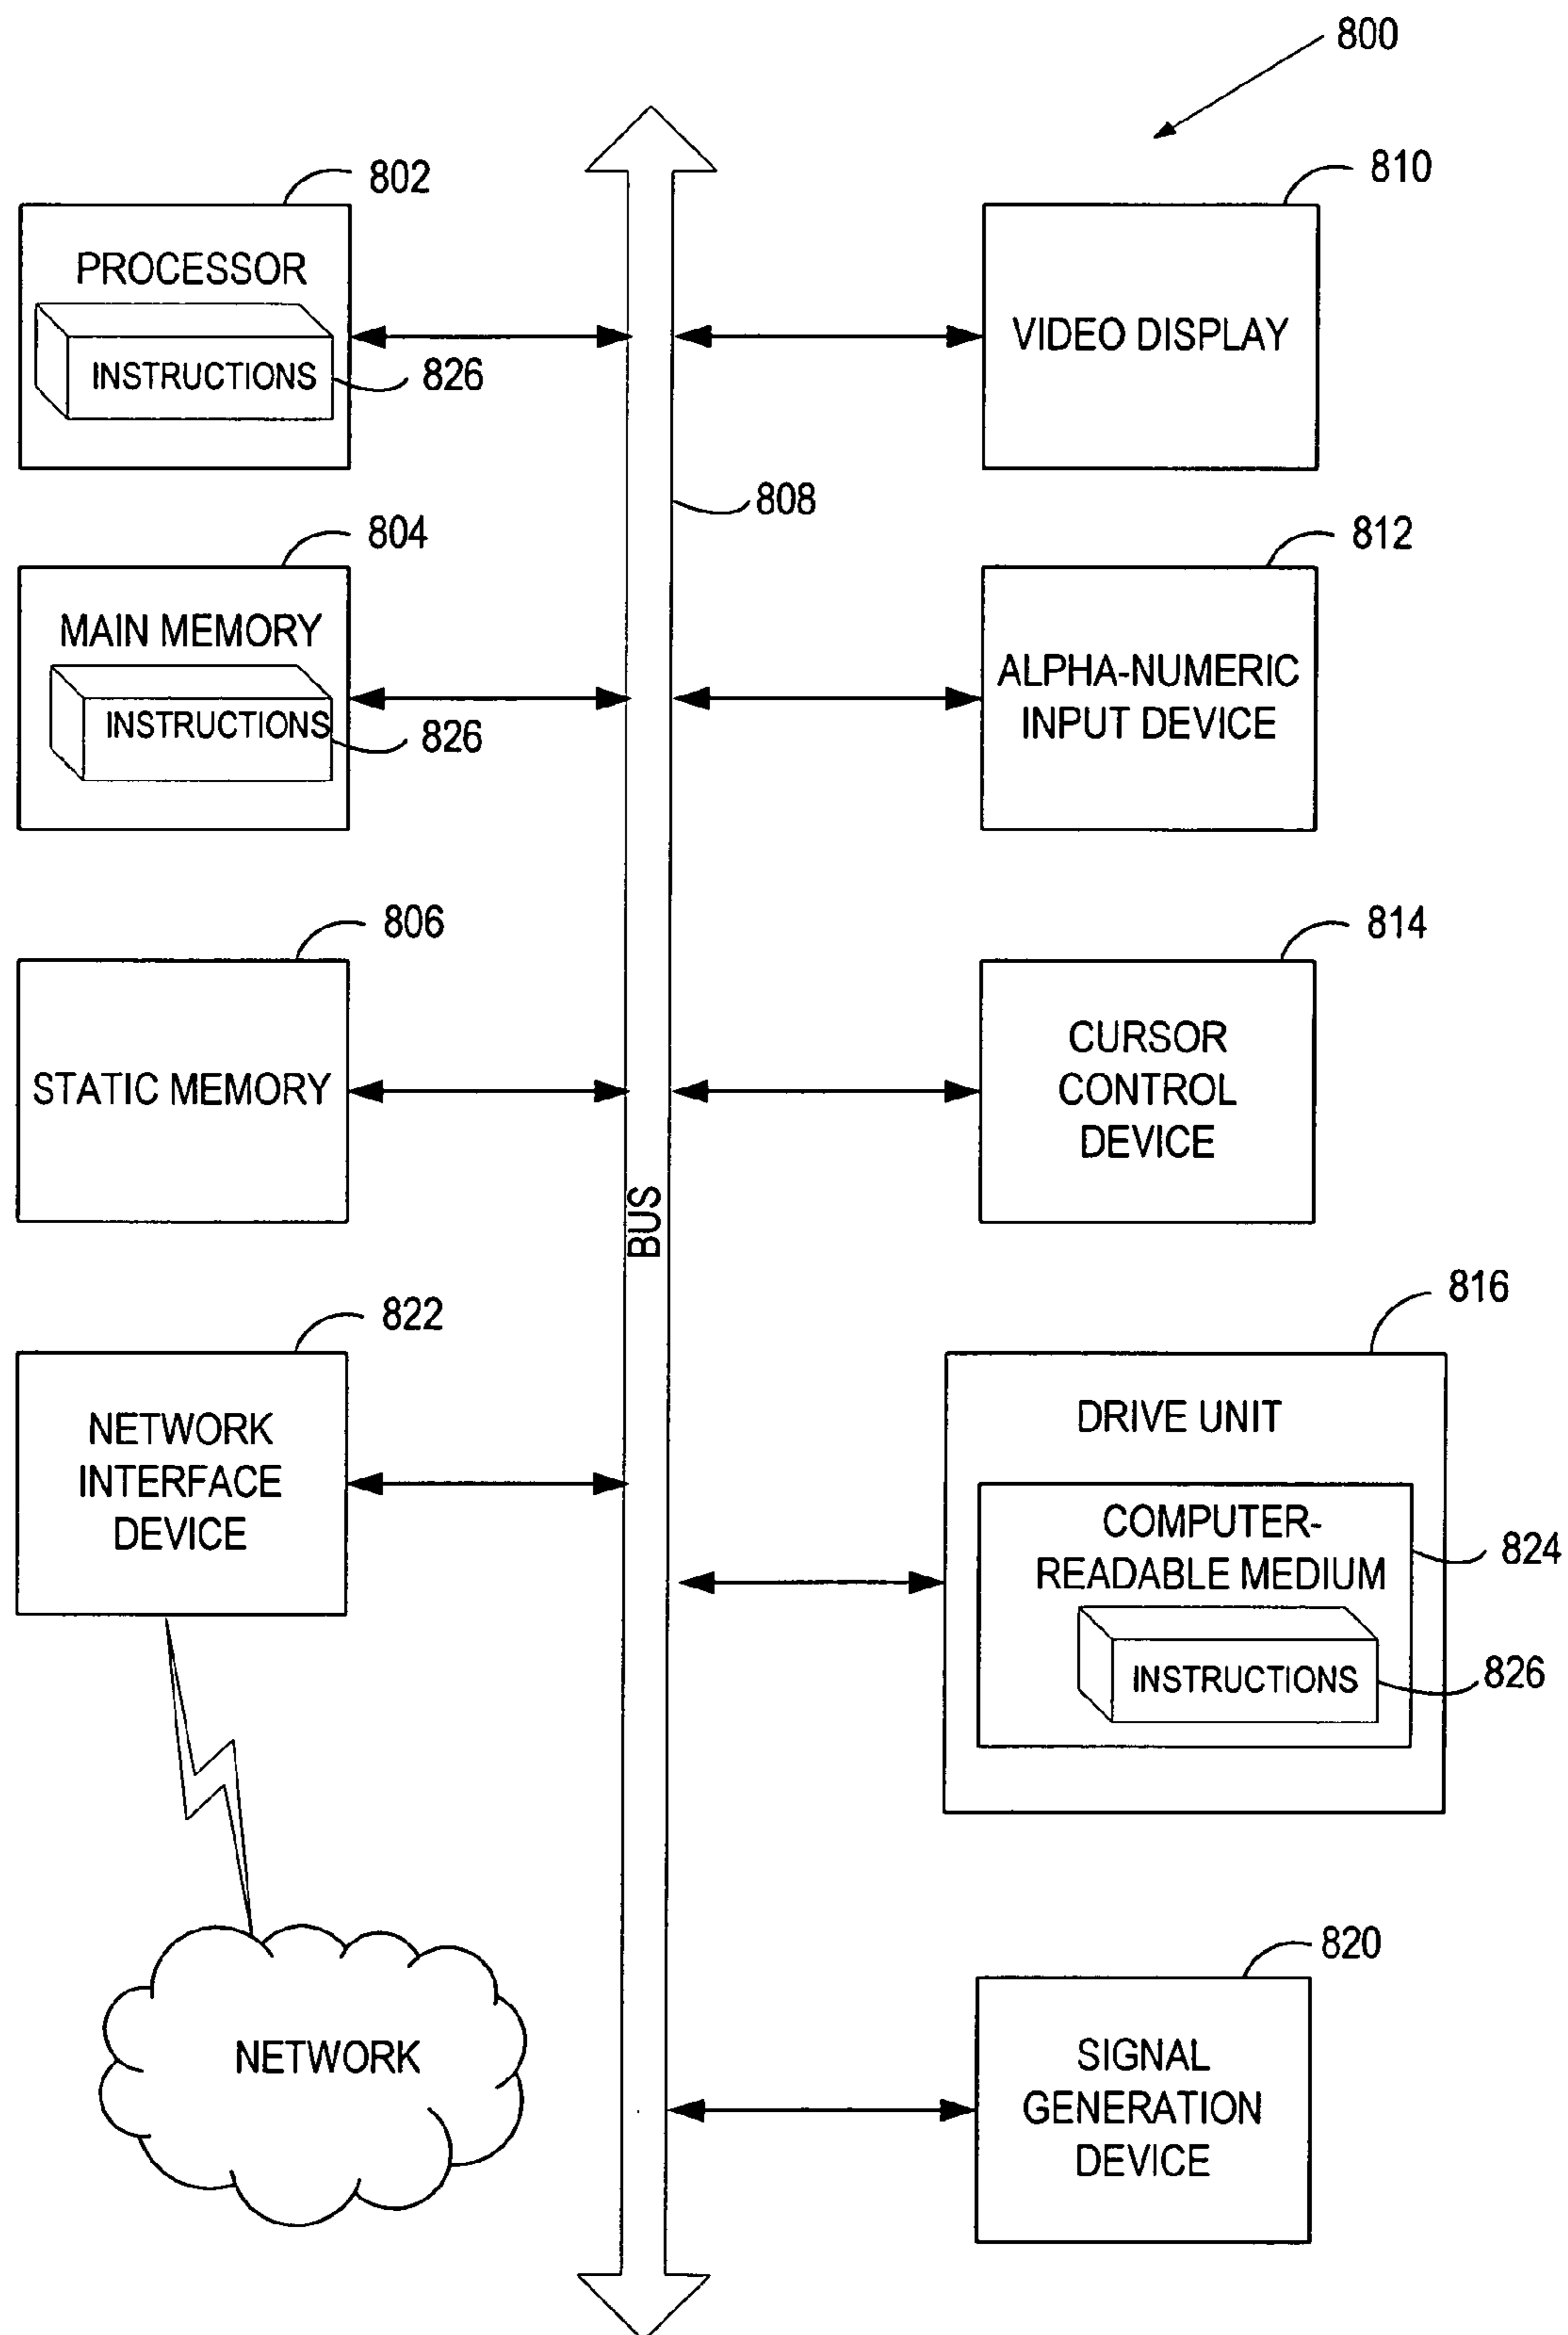 800
802
PROCESSOR
INSTRUCTIONS
826
810
VIDEO DISPLAY
808
804
MAIN MEMORY
INSTRUCTIONS
826
812
ALPHA-NUMERIC
INPUT DEVICE
806
STATIC MEMORY
814
CURSOR
CONTROL
DEVICE
BUS
822
NETWORK
INTERFACE
DEVICE
816
DRIVE UNIT
COMPUTER-
READABLE MEDIUM
824
INSTRUCTIONS
826
NETWORK
820
SIGNAL
GENERATION
DEVICE